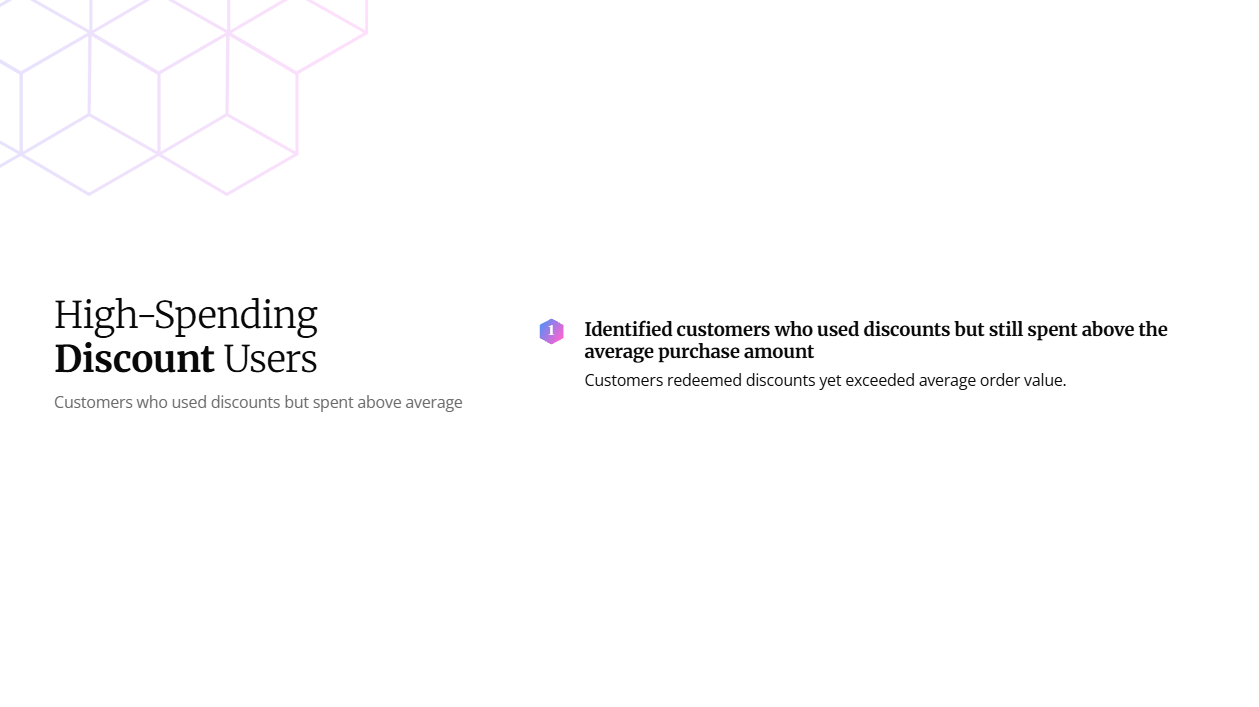 High-Spending
Discount Users
Customers who used discounts but spent above average
1
Identified customers who used discounts but still spent above the
average purchase amount
Customers redeemed discounts yet exceeded average order value.